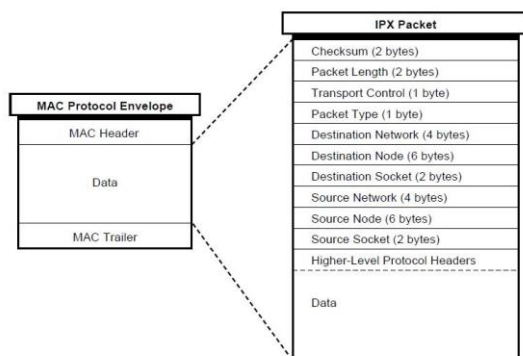 IPX Packet
Checksum (2 bytes)
Packet Length (2 bytes)
Transport Control (1 byte)
Packet Type (1 byte)
Destination Network (4 bytes)
Destination Node (6 bytes)
Destination Socket (2 bytes)
Source Network (4 bytes)
Source Node (6 bytes)
Source Socket (2 bytes)
Higher-Level Protocol Headers
Data
MAC Protocol Envelope
MAC Header
Data
MAC Trailer